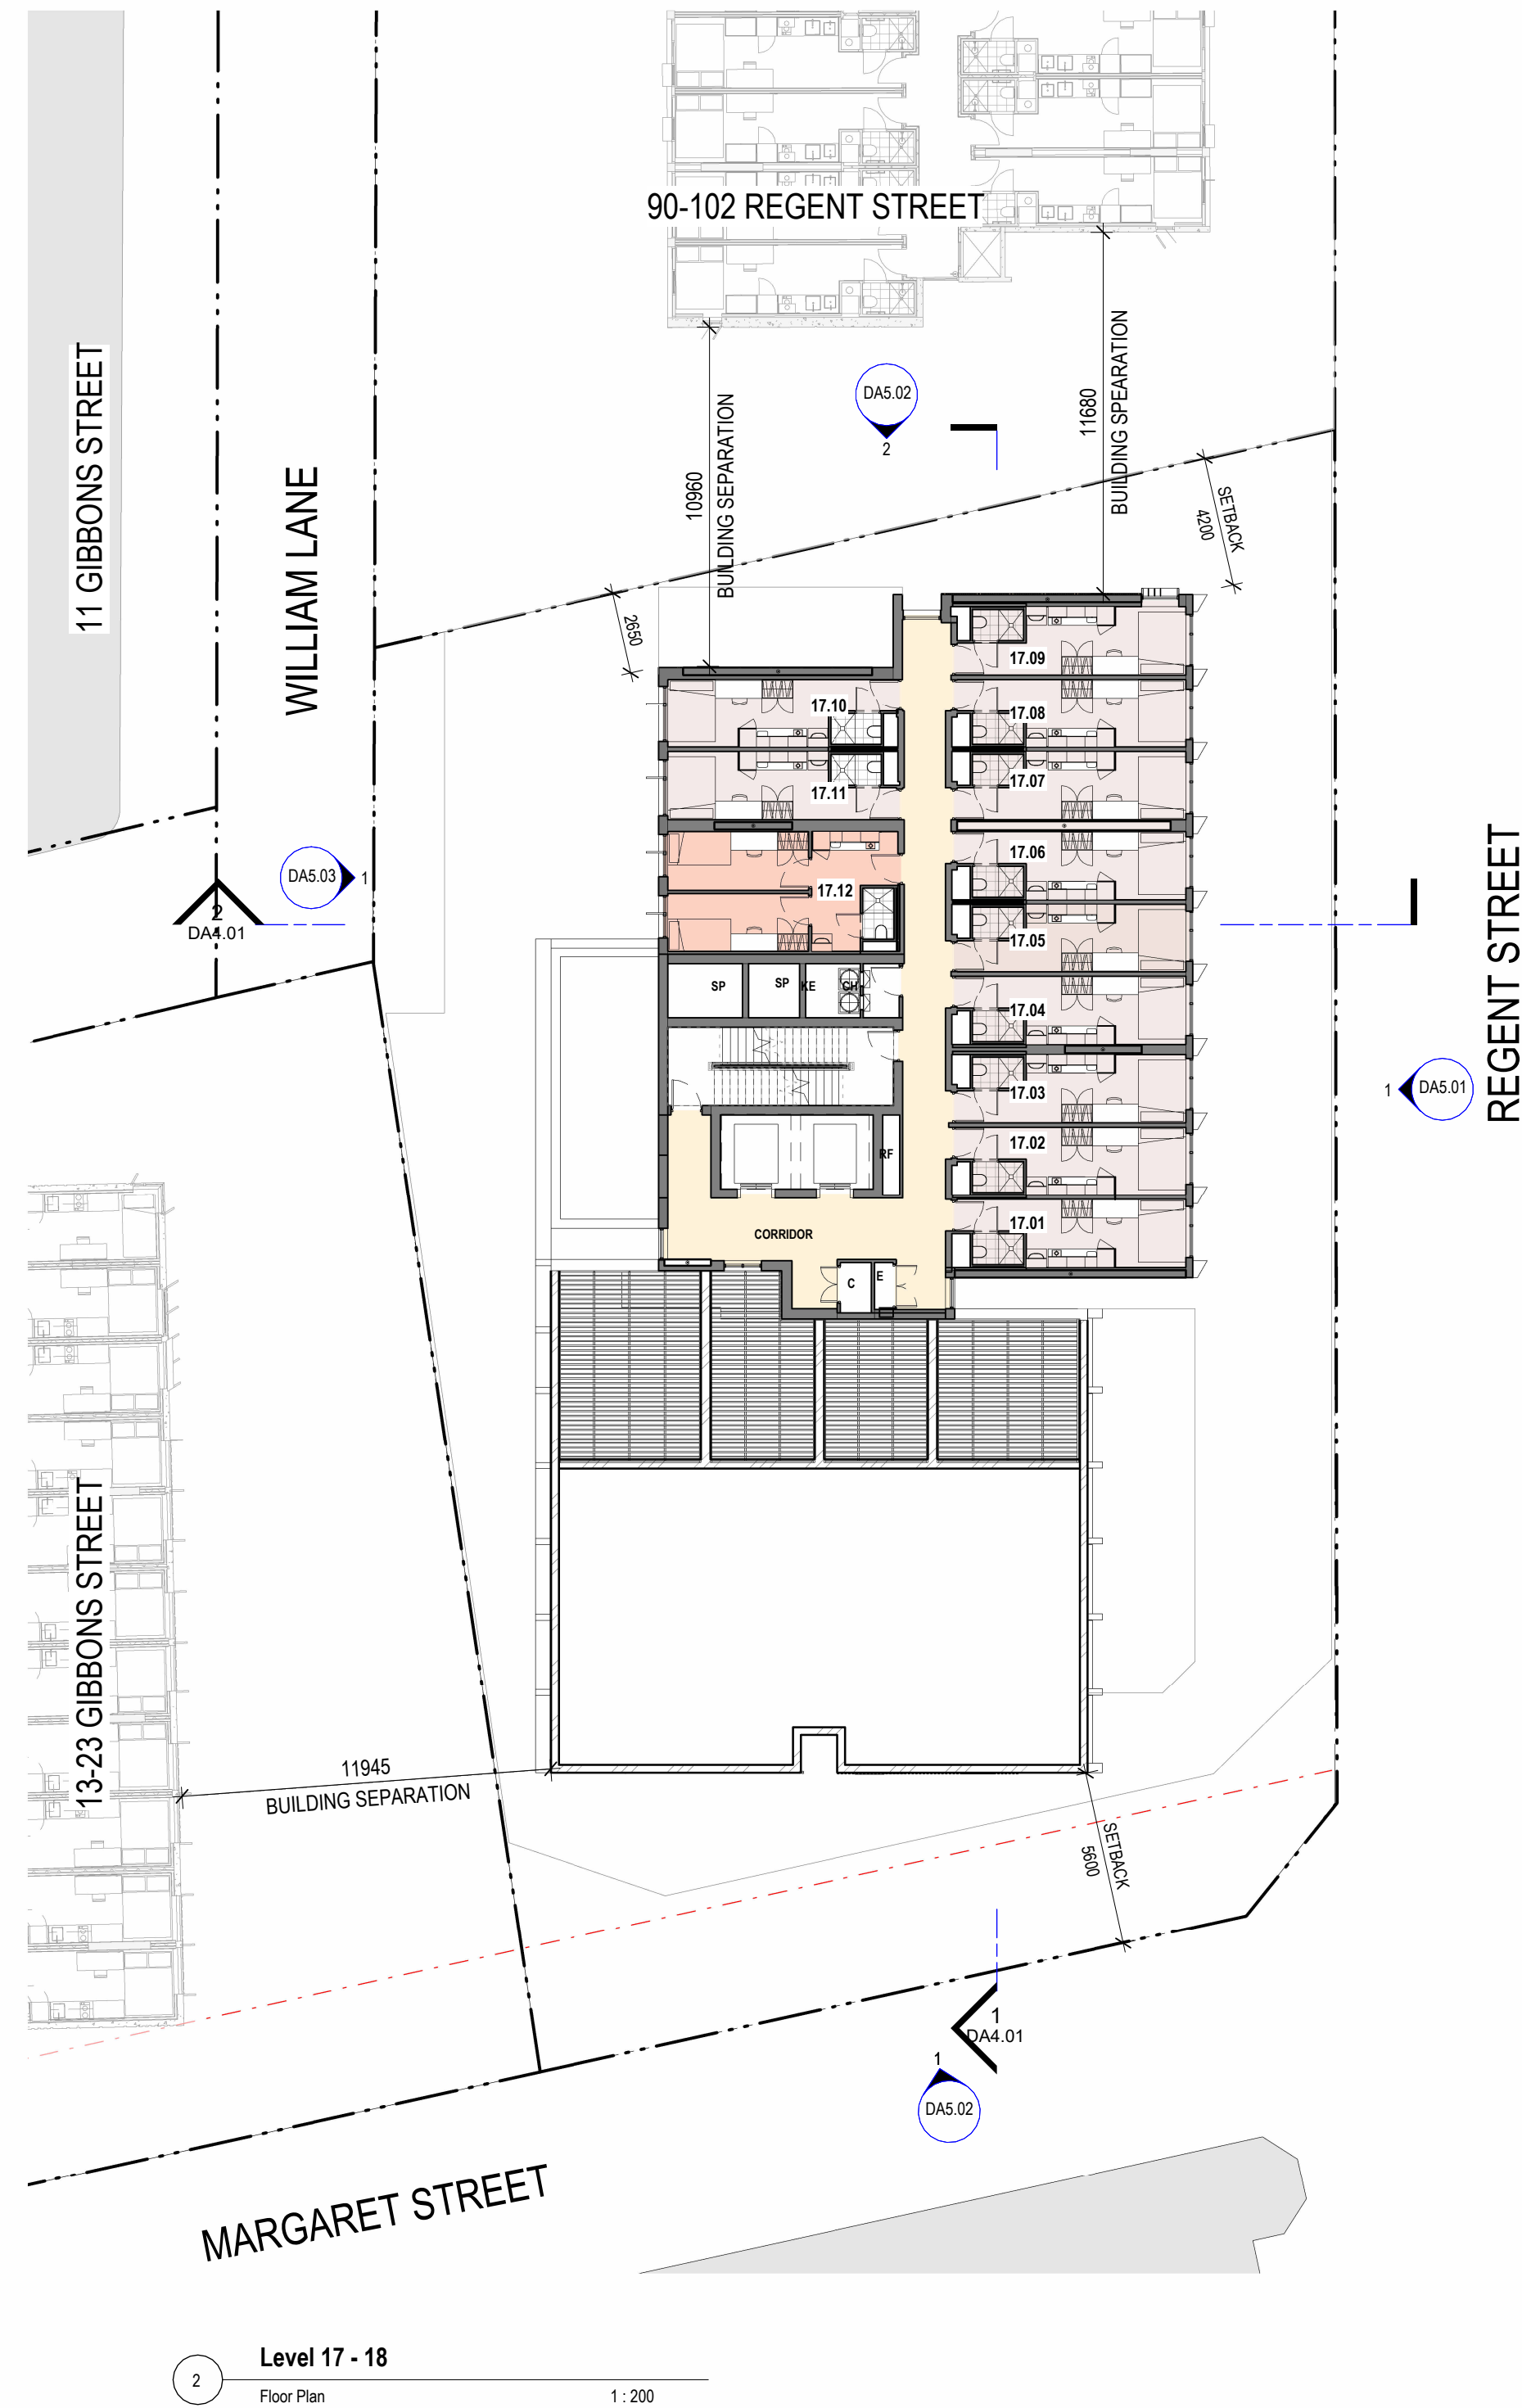 90-102 REGENT STREET
11 GIBBONS STREET
WILLIAM LANE
10960
BUILDING SEPARATION
DA5.02
2
11680
BUILDING SPEARATION
SETBACK
4200
2650
17.09
17.10
17.08
17.11
17.07
17.06
17.12
17.05
17.04
17.03
17.02
17.01
DA5.03
1
2
DA4.01
SP
SP
KE
CH
RF
CORRIDOR
C
E
1
DA5.01
REGENT STREET
13-23 GIBBONS STREET
11945
BUILDING SEPARATION
SETBACK
5600
1
DA4.01
1
DA5.02
MARGARET STREET
2
Level 17 - 18
Floor Plan
1 : 200